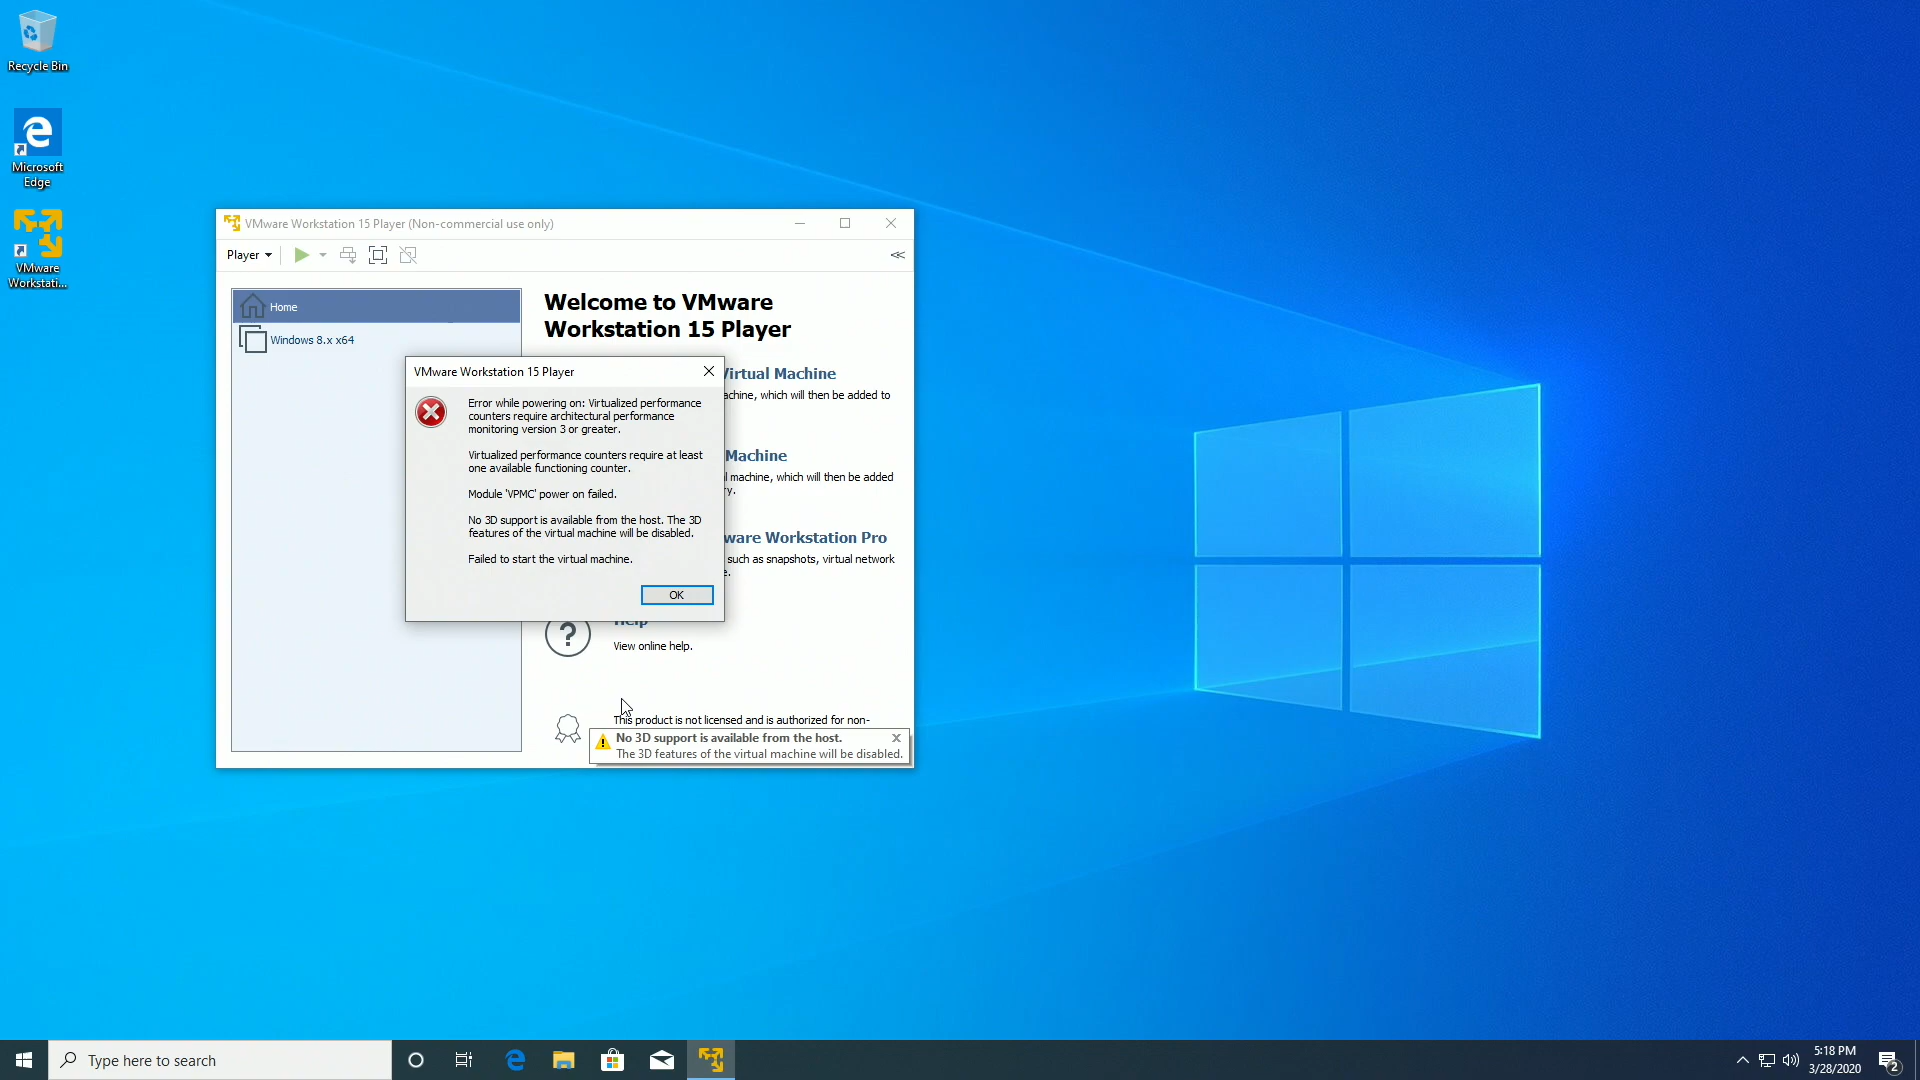 Recycle Bin
Microsoft
Edge
VMware
Workstati...
VMware Workstation 15 Player (Non-commercial use only)
Player
Home
Windows 8.x x64
Welcome to VMware
Workstation 15 Player
Virtual Machine
achine, which will then be added to
Machine
l machine, which will then be added
ry.
ware Workstation Pro
such as snapshots, virtual network
e.
Help
View online help.
This product is not licensed and is authorized for non-
VMware Workstation 15 Player
Error while powering on: Virtualized performance
counters require architectural performance
monitoring version 3 or greater.
Virtualized performance counters require at least
one available functioning counter.
Module 'VPMC' power on failed.
No 3D support is available from the host. The 3D
features of the virtual machine will be disabled.
Failed to start the virtual machine.
OK
No 3D support is available from the host.
The 3D features of the virtual machine will be disabled.
Type here to search
5:18 PM
3/28/2020
2